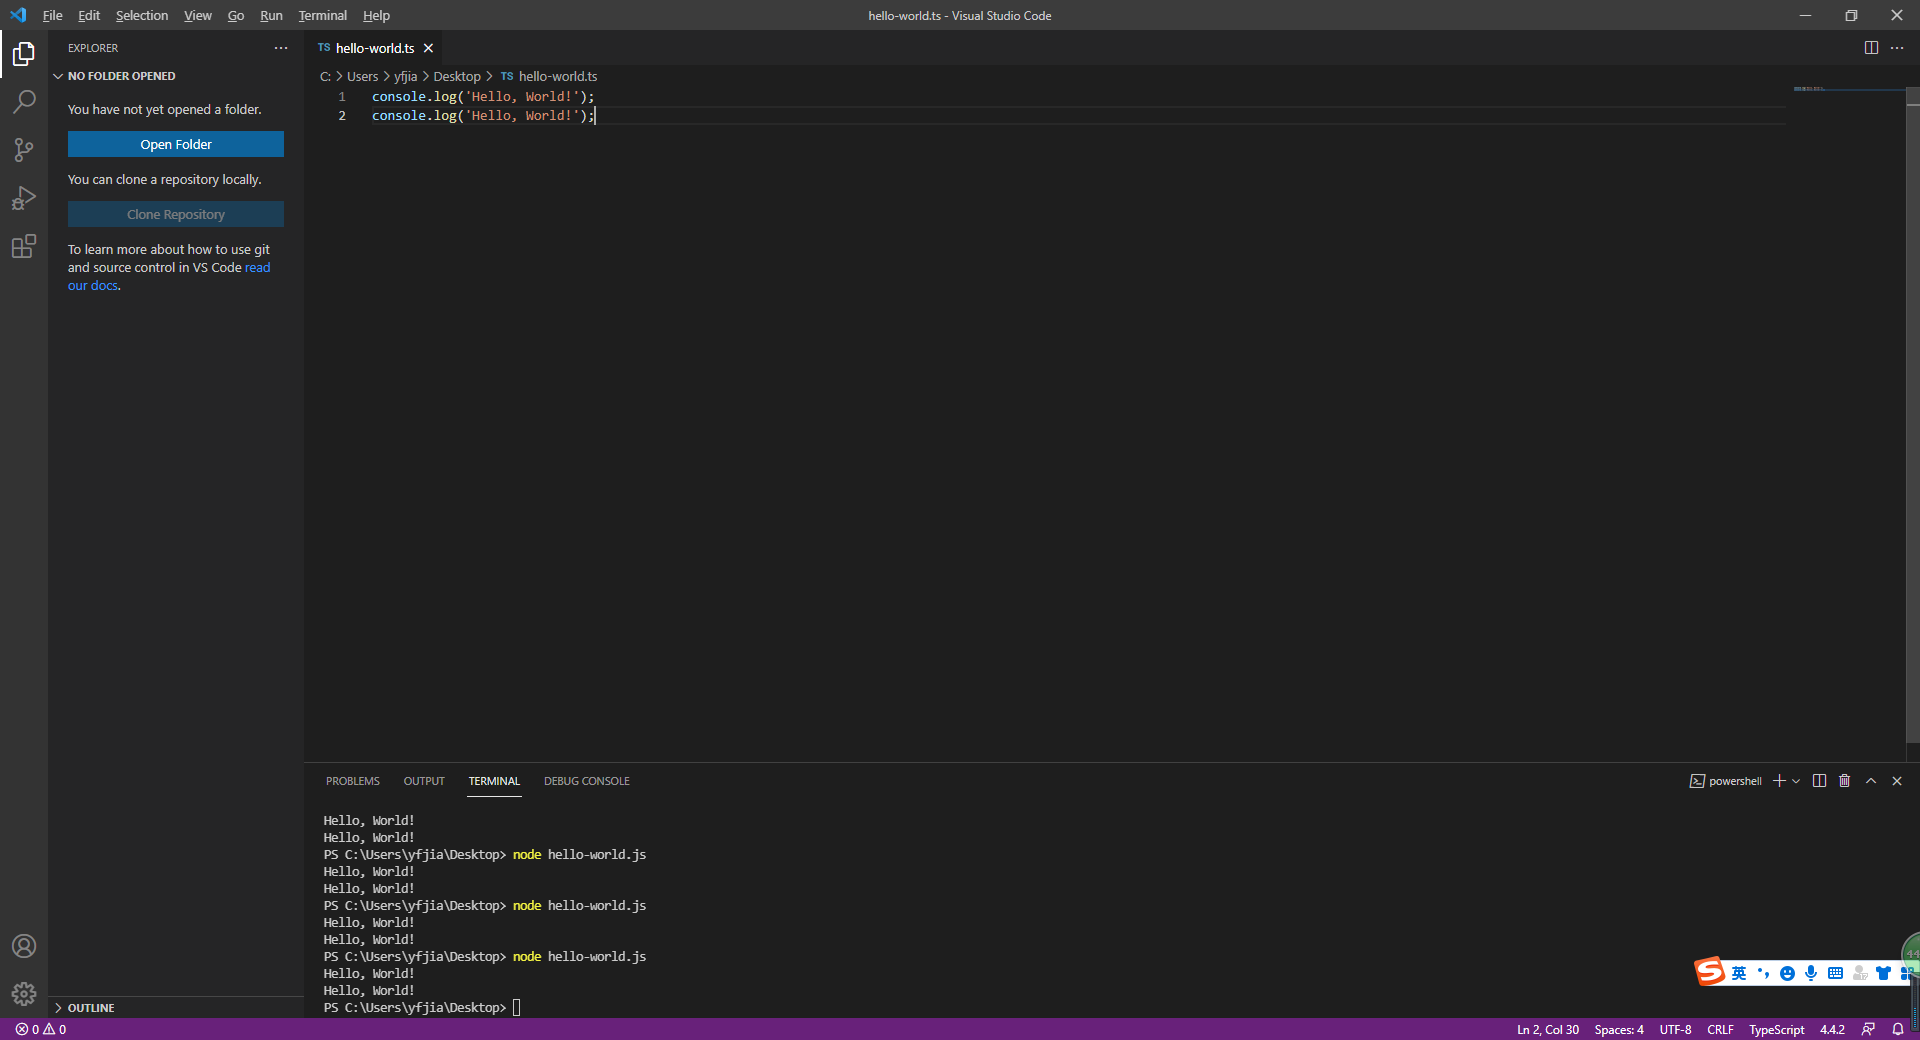 File Edit Selection View Go Run Terminal Help
hello-world.ts - Visual Studio Code
EXPLORER
NO FOLDER OPENED
You have not yet opened a folder.
Open Folder
You can clone a repository locally.
Clone Repository
To learn more about how to use git
and source control in VS Code read
our docs.
OUTLINE
TS hello-world.ts
C: > Users > yfjia > Desktop > TS hello-world.ts
1 console.log('Hello, World!');
2 console.log('Hello, World!');
PROBLEMS OUTPUT TERMINAL DEBUG CONSOLE
powershell
Hello, World!
Hello, World!
PS C:\Users\yfjia\Desktop> node hello-world.js
Hello, World!
Hello, World!
PS C:\Users\yfjia\Desktop> node hello-world.js
Hello, World!
Hello, World!
PS C:\Users\yfjia\Desktop> node hello-world.js
Hello, World!
Hello, World!
PS C:\Users\yfjia\Desktop>
S 英
44
0 0
Ln 2, Col 30 Spaces: 4 UTF-8 CRLF TypeScript 4.4.2